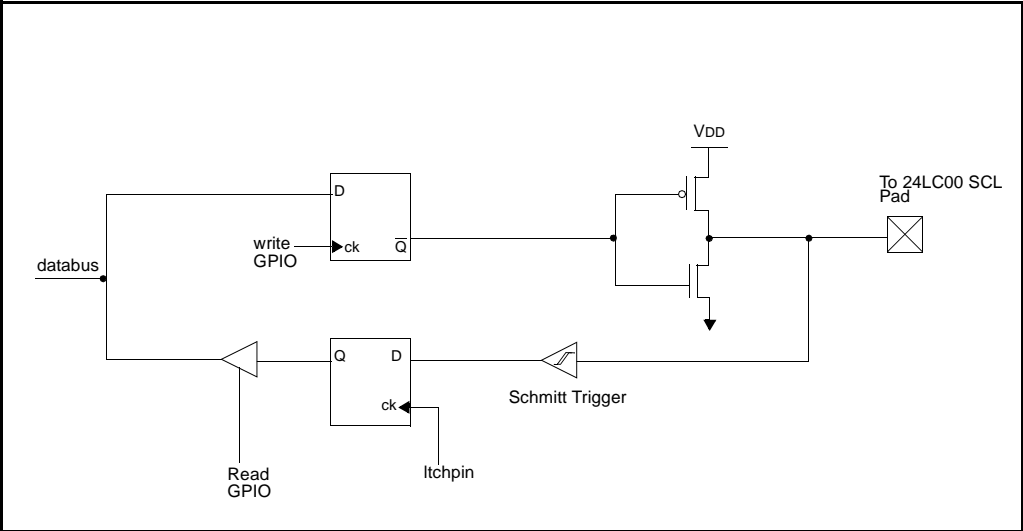 VDD
To 24LC00 SCL
Pad
D
write
GPIO
ck
Q
databus
Q
D
ck
Schmitt Trigger
Read
GPIO
ltchpin